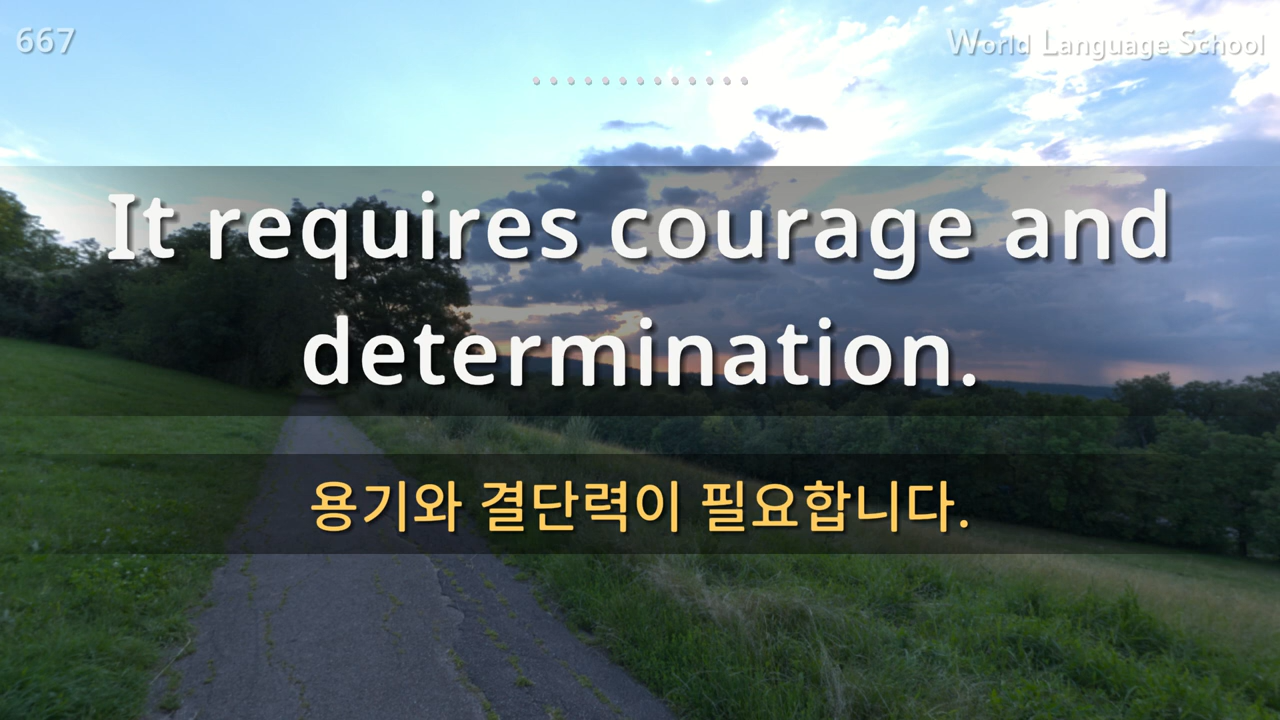 667
World Language School
It requires courage and
determination.
용기와 결단력이 필요합니다.